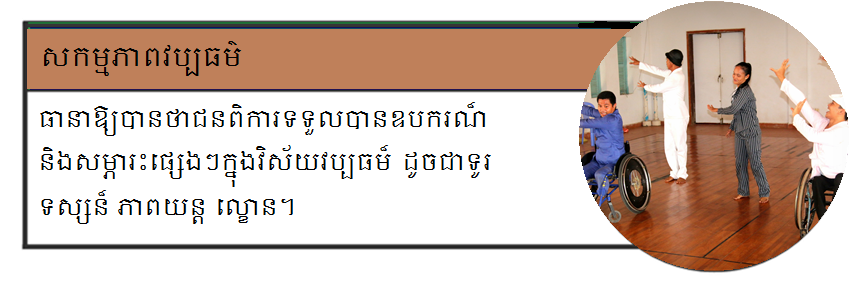 សកម្មភាពវប្បធម៌
ធានាឱ្យបានថាជនពិការទទួលបានឧបករណ៍
និងសម្ភារះផ្សេងៗក្នុងវិស័យវប្បធម៌ ដូចជាទូរ
ទស្សន៍ ភាពយន្ត ល្ខោន។